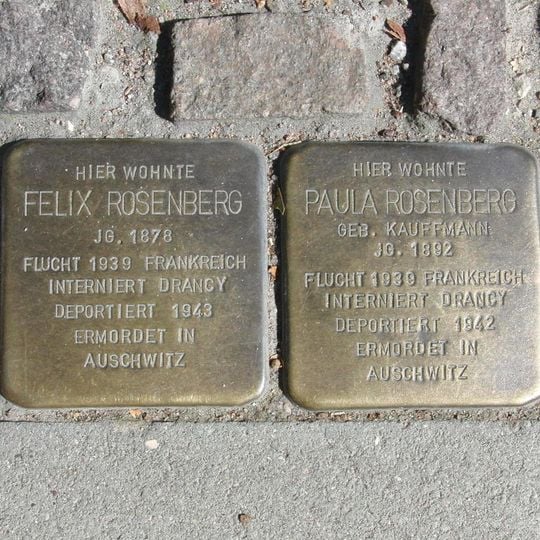 HIER WOHNTE
FELIX ROSENBERG
JG. 1878
FLUCHT 1939 FRANKREICH
INTERNIERT DRANCY
DEPORTIERT 1943
ERMORDET IN
AUSCHWITZ
HIER WOHNTE
PAULA ROSENBERG
GEB. KAUFFMANN
JG. 1892
FLUCHT 1939 FRANKREICH
INTERNIERT DRANCY
DEPORTIERT 1942
ERMORDET IN
AUSCHWITZ